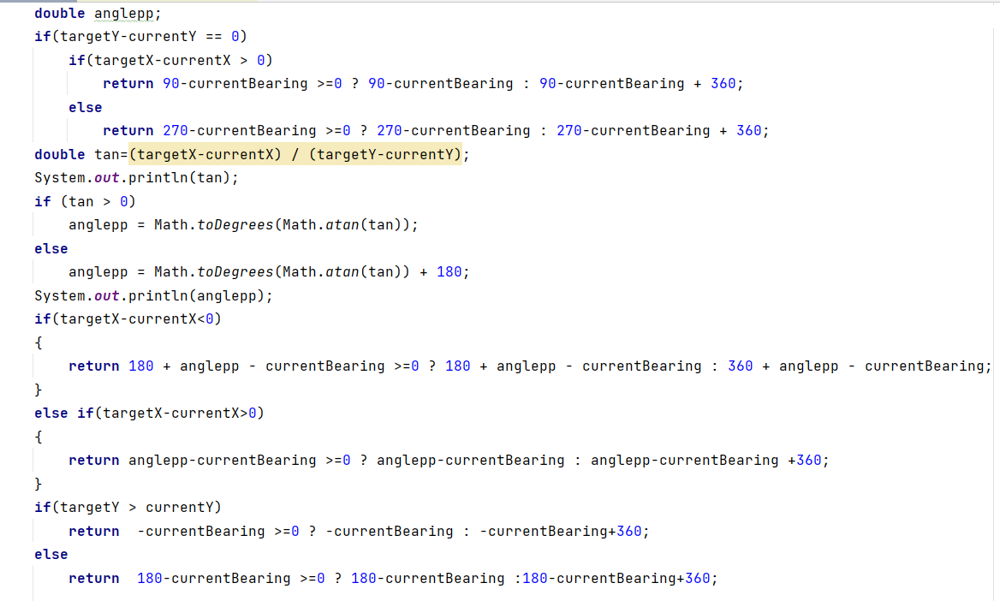 double anglepp;
if(targetY-currentY == 0)
if(targetX-currentX > 0)
return 90-currentBearing >=0 ? 90-currentBearing : 90-currentBearing + 360;
else
return 270-currentBearing >=0 ? 270-currentBearing : 270-currentBearing + 360;
double tan=(targetX-currentX) / (targetY-currentY);
System.out.println(tan);
if (tan > 0)
anglepp = Math.toDegrees(Math.atan(tan));
else
anglepp = Math.toDegrees(Math.atan(tan)) + 180;
System.out.println(anglepp);
if(targetX-currentX<0)
{
return 180 + anglepp - currentBearing >=0 ? 180 + anglepp - currentBearing : 360 + anglepp - currentBearing;
}
else if(targetX-currentX>0)
{
return anglepp-currentBearing >=0 ? anglepp-currentBearing : anglepp-currentBearing +360;
}
if(targetY > currentY)
return  -currentBearing >=0 ? -currentBearing : -currentBearing+360;
else
return  180-currentBearing >=0 ? 180-currentBearing :180-currentBearing+360;